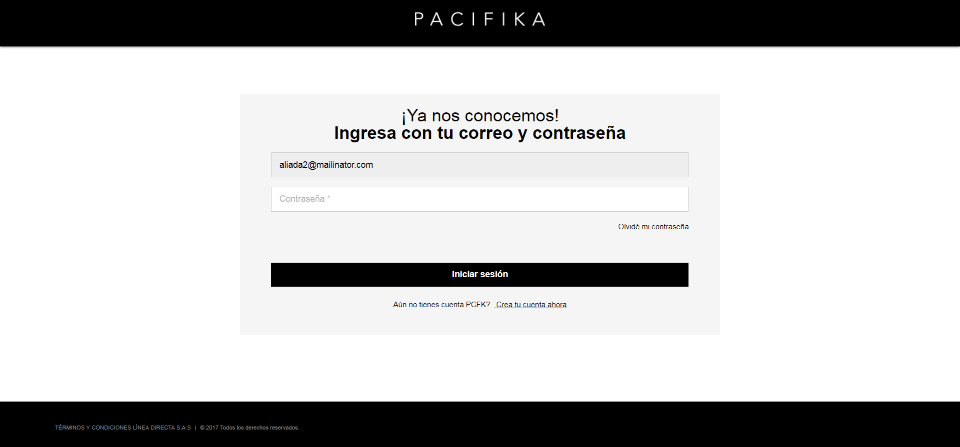 PACIFIKA
¡Ya nos conocemos!
Ingresa con tu correo y contraseña
aliada2@mailinator.com
Contraseña *
Olvidé mi contraseña
Iniciar sesión
Aún no tienes cuenta PCFK? Crea tu cuenta ahora
TÉRMINOS Y CONDICIONES LÍNEA DIRECTA S.A.S | © 2017 Todos los derechos reservados.